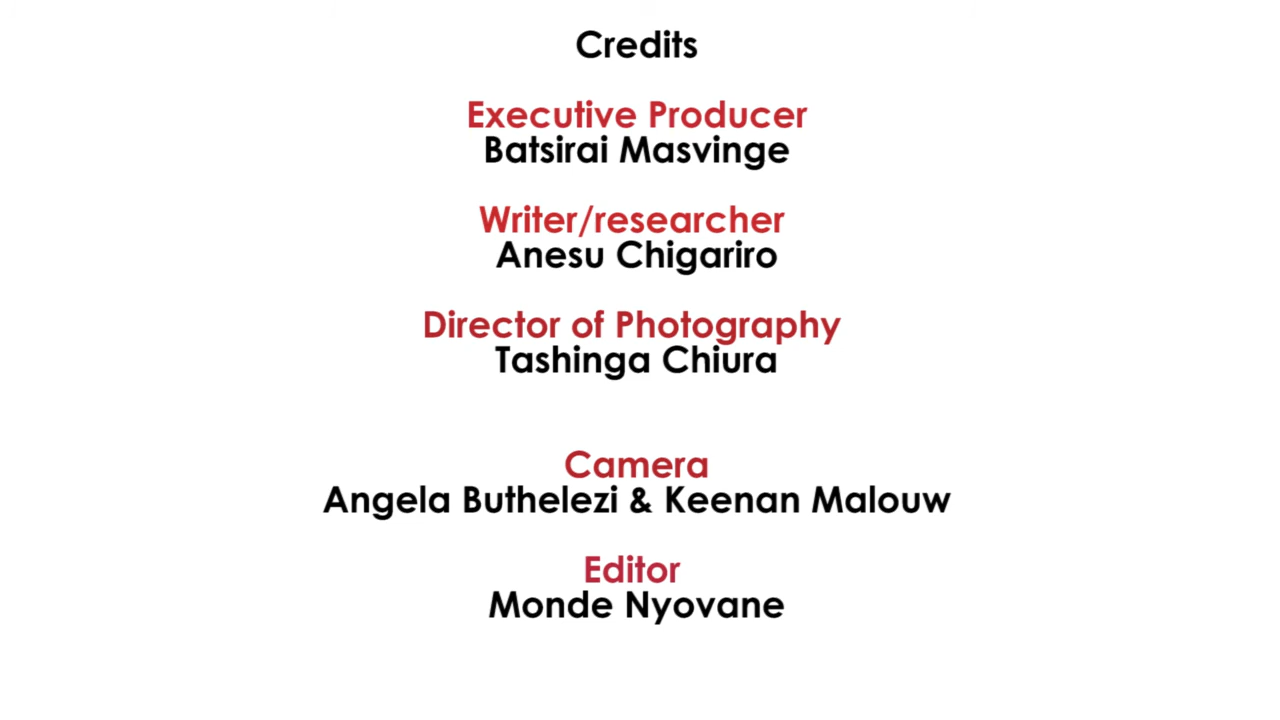 Credits
Executive Producer
Batsirai Masvinge
Writer/researcher
Anesu Chigariro
Director of Photography
Tashinga Chiura
Camera
Angela Buthelezi & Keenan Malouw
Editor
Monde Nyovane